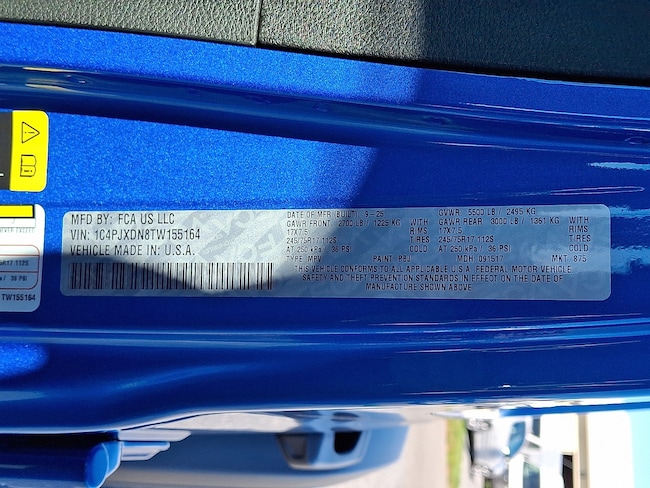 MFD BY: FCA US LLC
VIN: 1C4PJXDN8TW155164
VEHICLE MADE IN: U.S.A.
DATE OF MFR (BUILT) 9-25 GVWR 5500 LB / 2495 KG
GAWR FRONT 2700 LB / 1225 KG WITH GAWR REAR 3000 LB / 1361 KG WITH
17X7.5 RIMS 17X7.5 RIMS
245/75R17 112S TIRES 245/75R17 112S TIRES
AT 250 kPa / 36 PSI COLD AT 250 kPa / 36 PSI COLD
TYPE MPV PAINT: PBJ MDH: 091517 MKT: 875
THIS VEHICLE CONFORMS TO ALL APPLICABLE U.S.A. FEDERAL MOTOR VEHICLE
SAFETY AND THEFT PREVENTION STANDARDS IN EFFECT ON THE DATE OF
MANUFACTURE SHOWN ABOVE
R17 112S
/ 36 PSI
TW155164